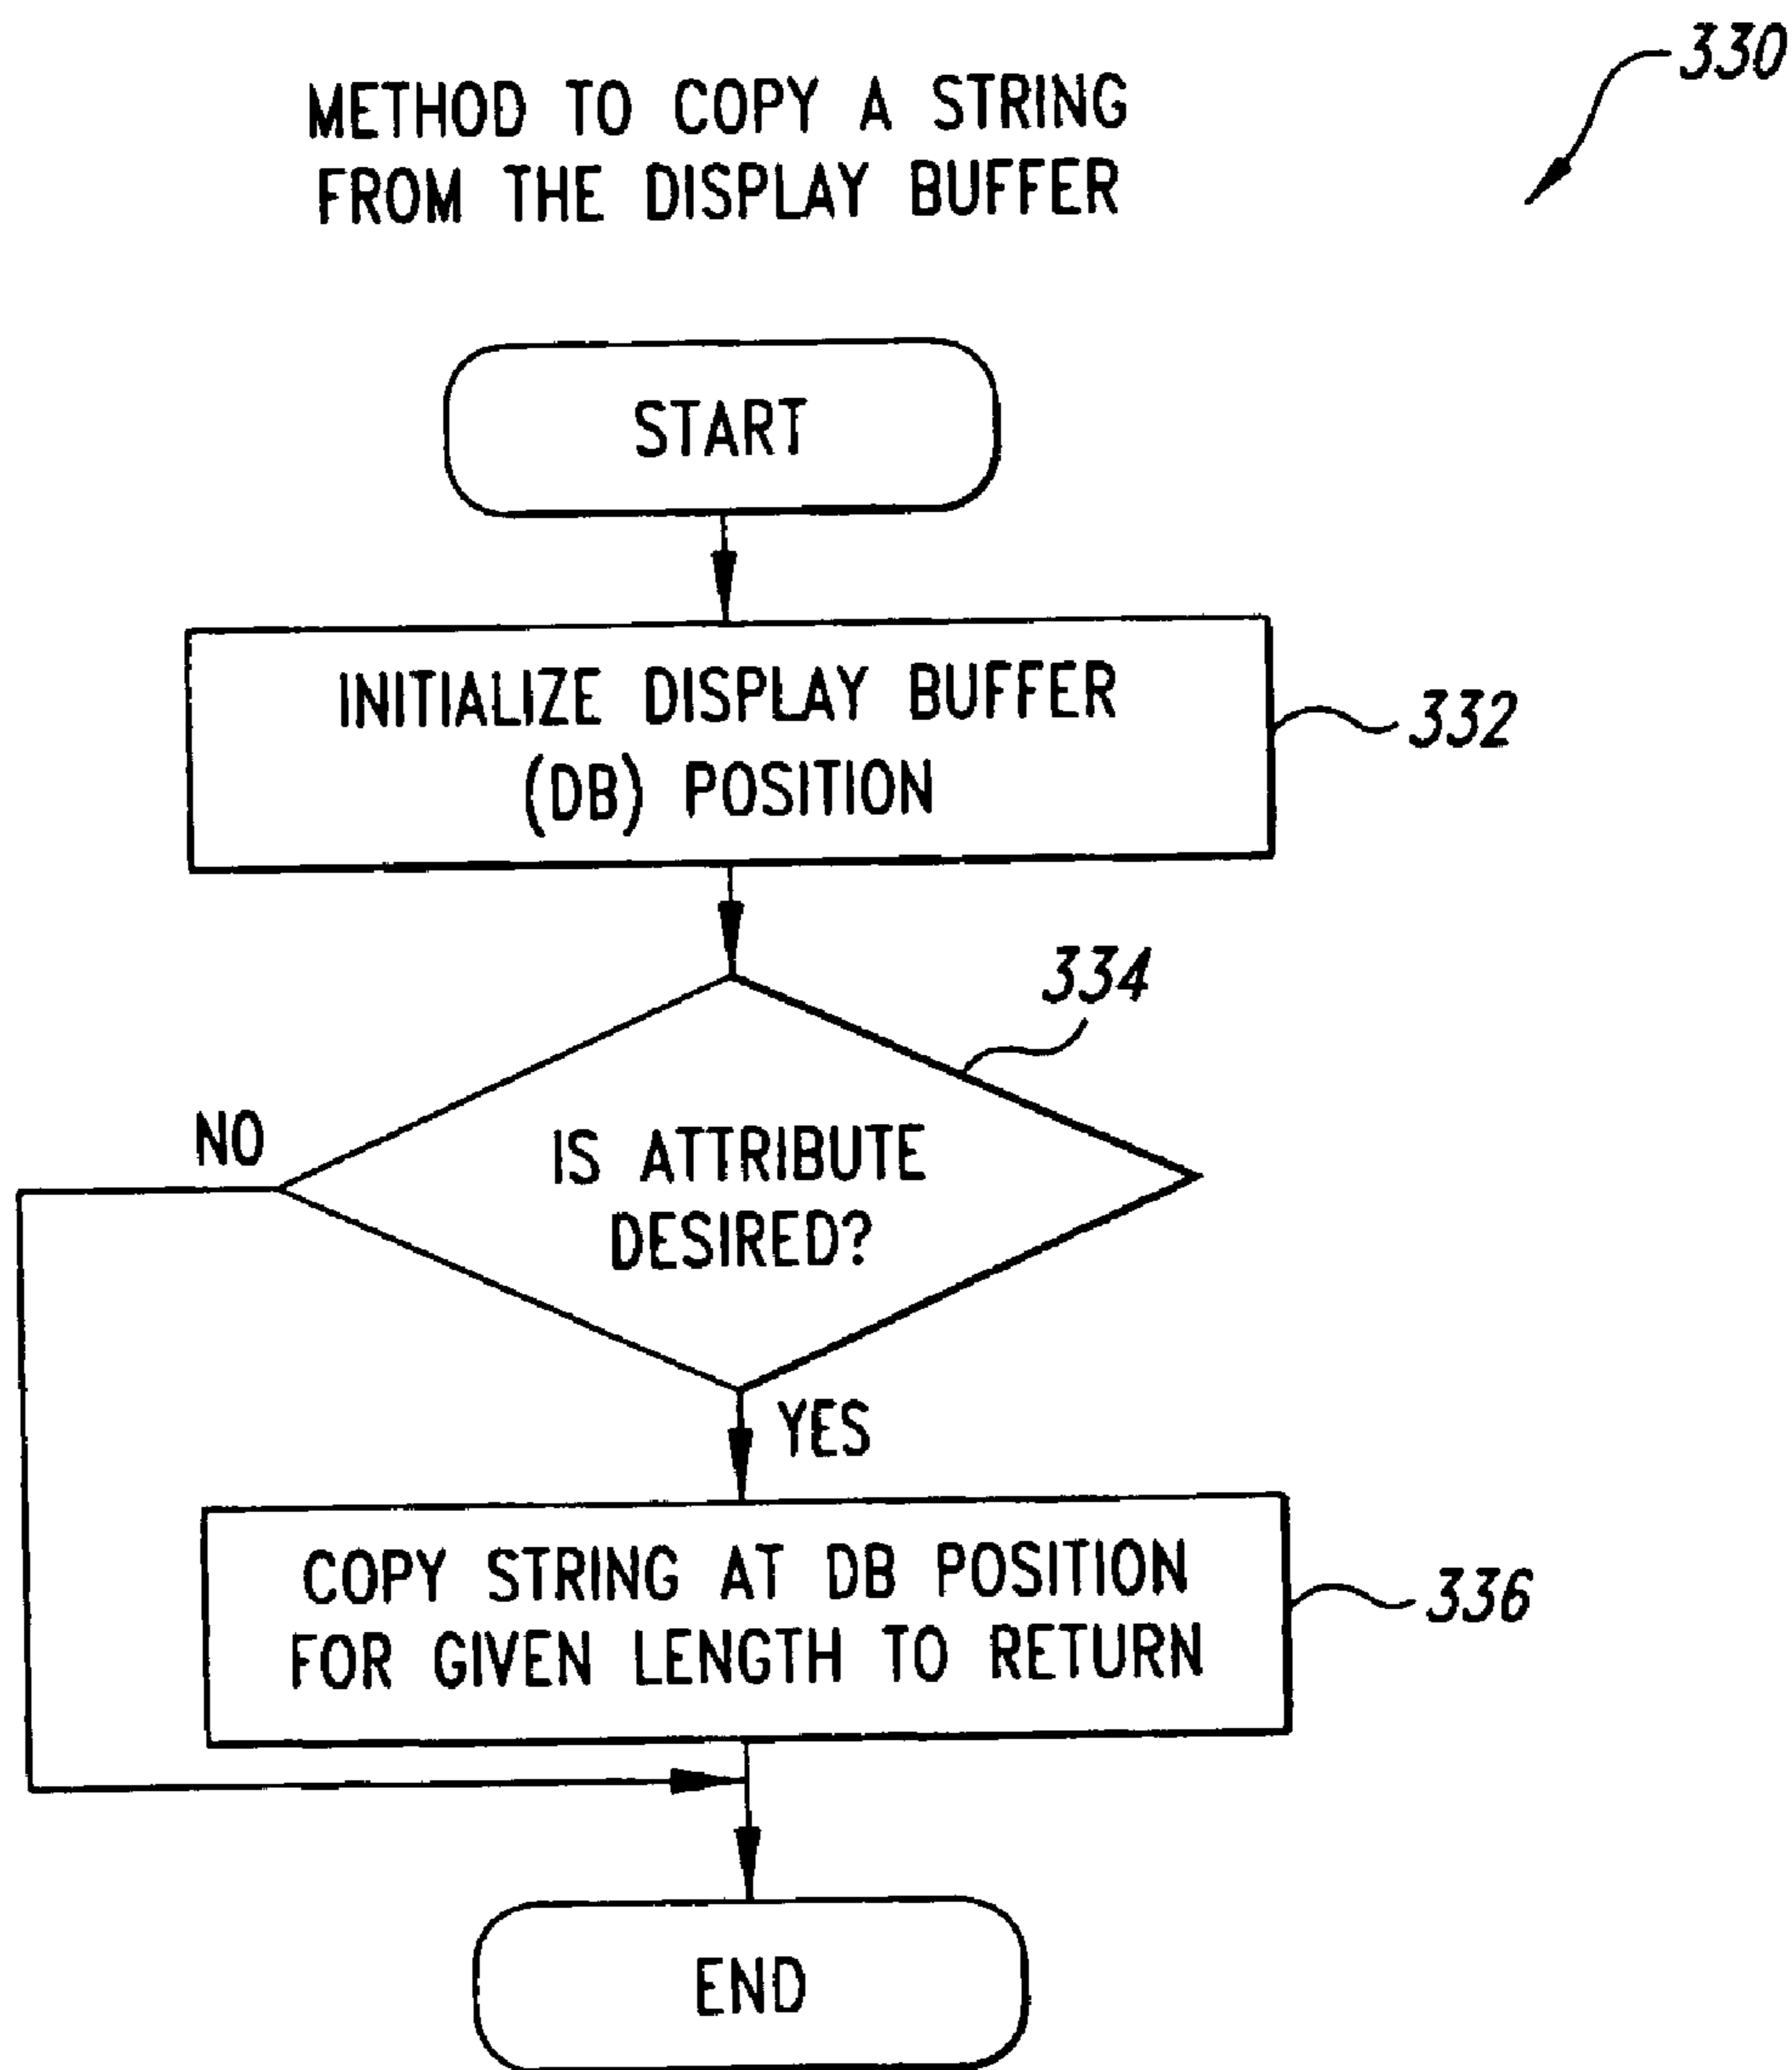 330
METHOD TO COPY A STRING
FROM THE DISPLAY BUFFER
START
INITIALIZE DISPLAY BUFFER
(DB) POSITION
332
334
NO
IS ATTRIBUTE
DESIRED?
YES
COPY STRING AT DB POSITION
FOR GIVEN LENGTH TO RETURN
336
END